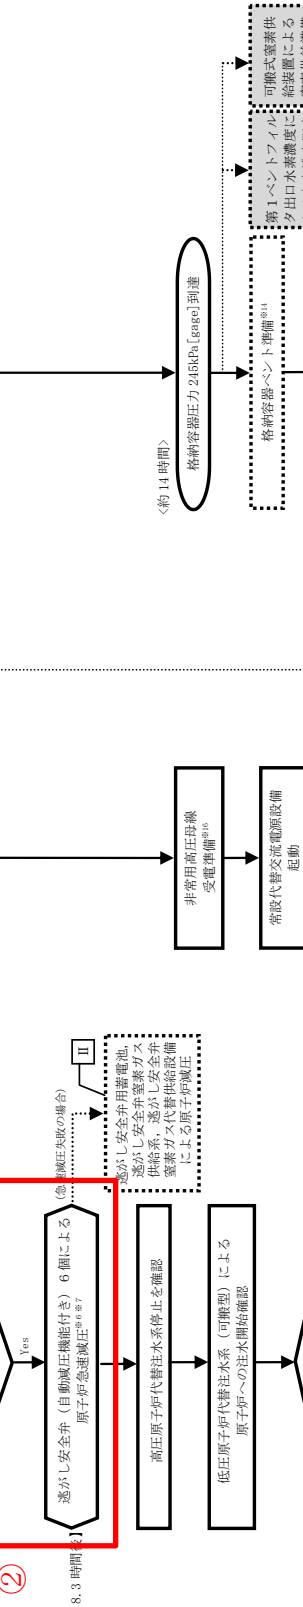 ②
Yes
逃がし安全弁（自動減圧機能付き）6個による
原子炉急速減圧※6 ※7
8.3時間後】
(急速減圧失敗の場合)
Ⅱ
逃がし安全弁用蓄電池，
逃がし安全弁窒素ガス
供給系，逃がし安全弁
窒素ガス代替供給設備
による原子炉減圧
高圧原子炉代替注水系停止を確認
低圧原子炉代替注水系（可搬型）による
原子炉への注水開始確認
非常用高圧母線
受電準備※16
常設代替交流電源設備
起動
<約14時間>
格納容器圧力 245kPa[gage]到達
格納容器ベント準備※14
第1ベントフィル
タ出口水素濃度に
可搬式窒素供
給装置による